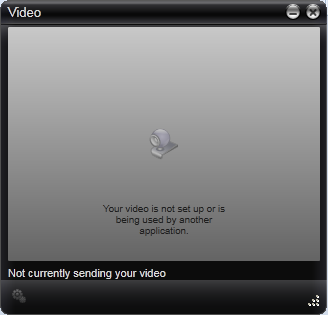 Video
Your video is not set up or is
being used by another
application.
Not currently sending your video